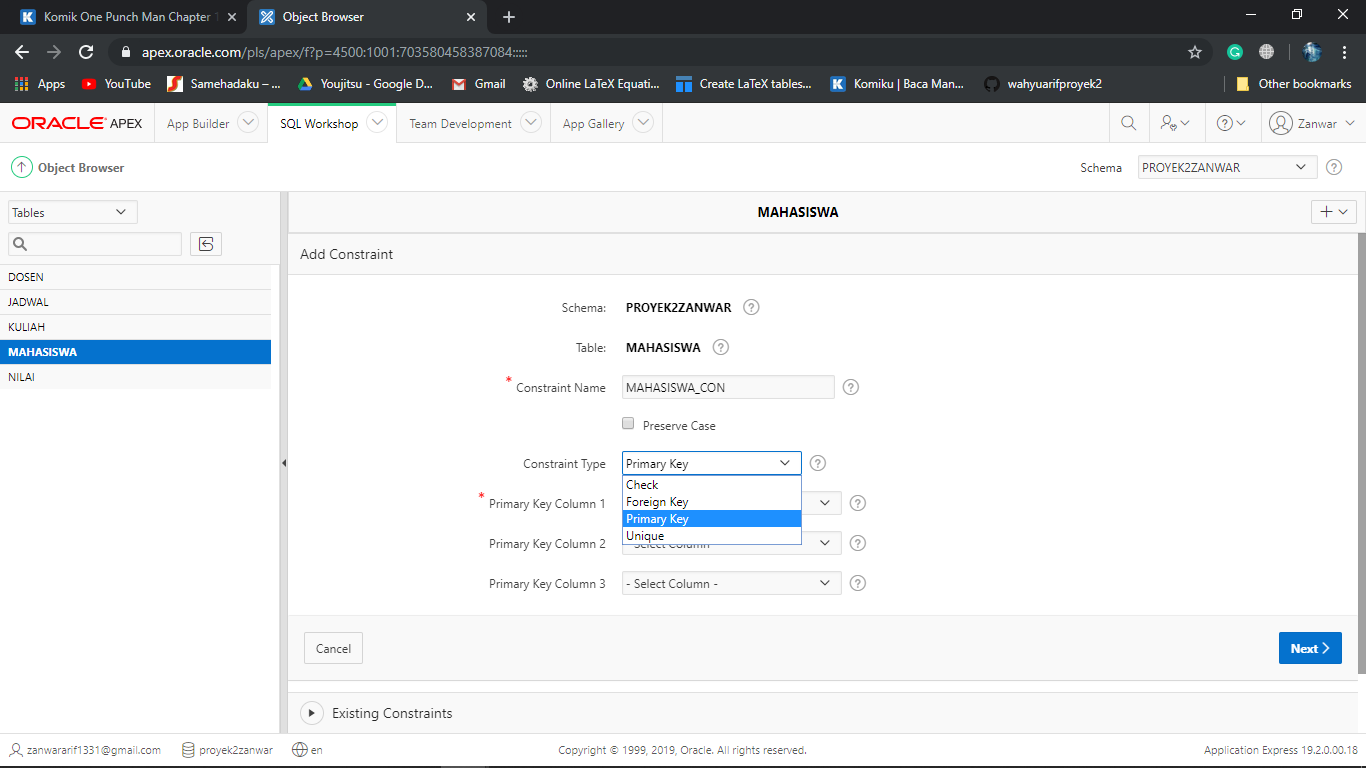 Komik One Punch Man Chapter 1
Object Browser
apex.oracle.com/pls/apex/f?p=4500:1001:703580458387084:::::
Apps
YouTube
Samehadaku – ...
Youjitsu - Google D...
Gmail
Online LaTeX Equati...
Create LaTeX tables...
Komiku | Baca Man...
wahyuarifproyek2
Other bookmarks
ORACLE APEX
App Builder
SQL Workshop
Team Development
App Gallery
Zanwar
Object Browser
Schema
PROYEK2ZANWAR
Tables
MAHASISWA
DOSEN
JADWAL
KULIAH
MAHASISWA
NILAI
Add Constraint
Schema: PROYEK2ZANWAR
Table: MAHASISWA
* Constraint Name MAHASISWA_CON
Preserve Case
Constraint Type Primary Key
Check
Foreign Key
Primary Key
Unique
* Primary Key Column 1
Primary Key Column 2 - Select Column -
Primary Key Column 3 - Select Column -
Cancel
Next
Existing Constraints
zanwararif1331@gmail.com
proyek2zanwar
en
Copyright © 1999, 2019, Oracle. All rights reserved.
Application Express 19.2.0.00.18